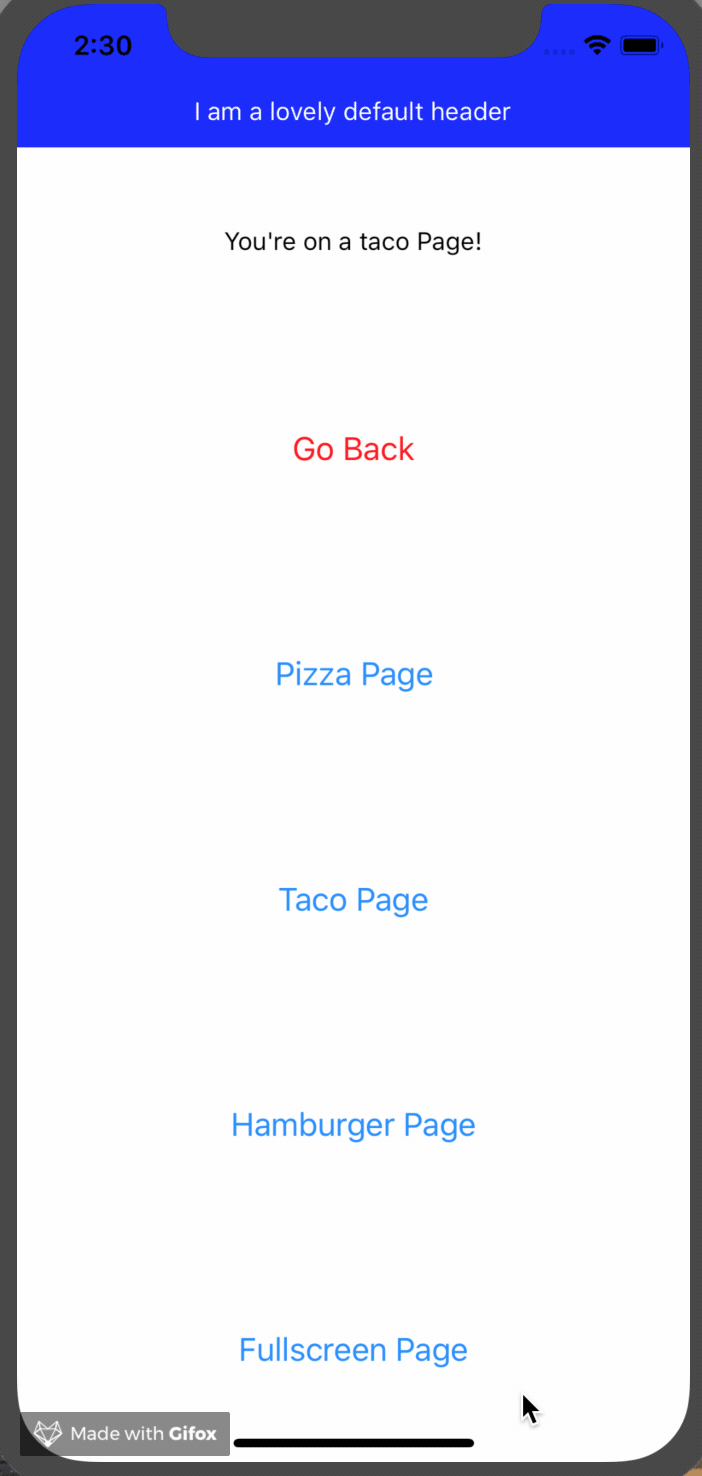 2:30
I am a lovely default header
You're on a taco Page!
Go Back
Pizza Page
Taco Page
Hamburger Page
Fullscreen Page
Made with Gifox